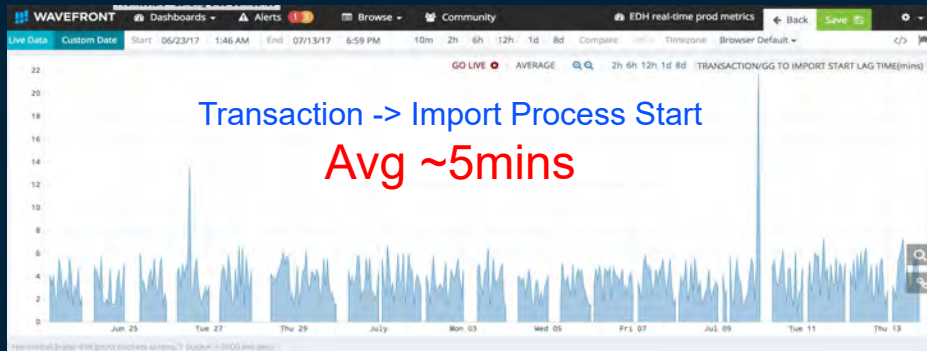 WAVEFRONT Dashboards Alerts 1 3 Browse Community EDH real-time prod metrics Back Save
Live Data Custom Date Start 06/23/17 1:46 AM End 07/13/17 6:59 PM 10m 2h 6h 12h 1d 8d Compare Timezone Browser Default </>
GO LIVE AVERAGE 2h 6h 12h 1d 8d TRANSACTION/GG TO IMPORT START LAG TIME(mins)
Transaction -> Import Process Start
Avg ~5mins
22
20
18
16
14
12
10
8
6
4
2
0
Jun 25 Tue 27 Thu 29 July Mon 03 Wed 05 Fri 07 Jul 09 Tue 11 Thu 13